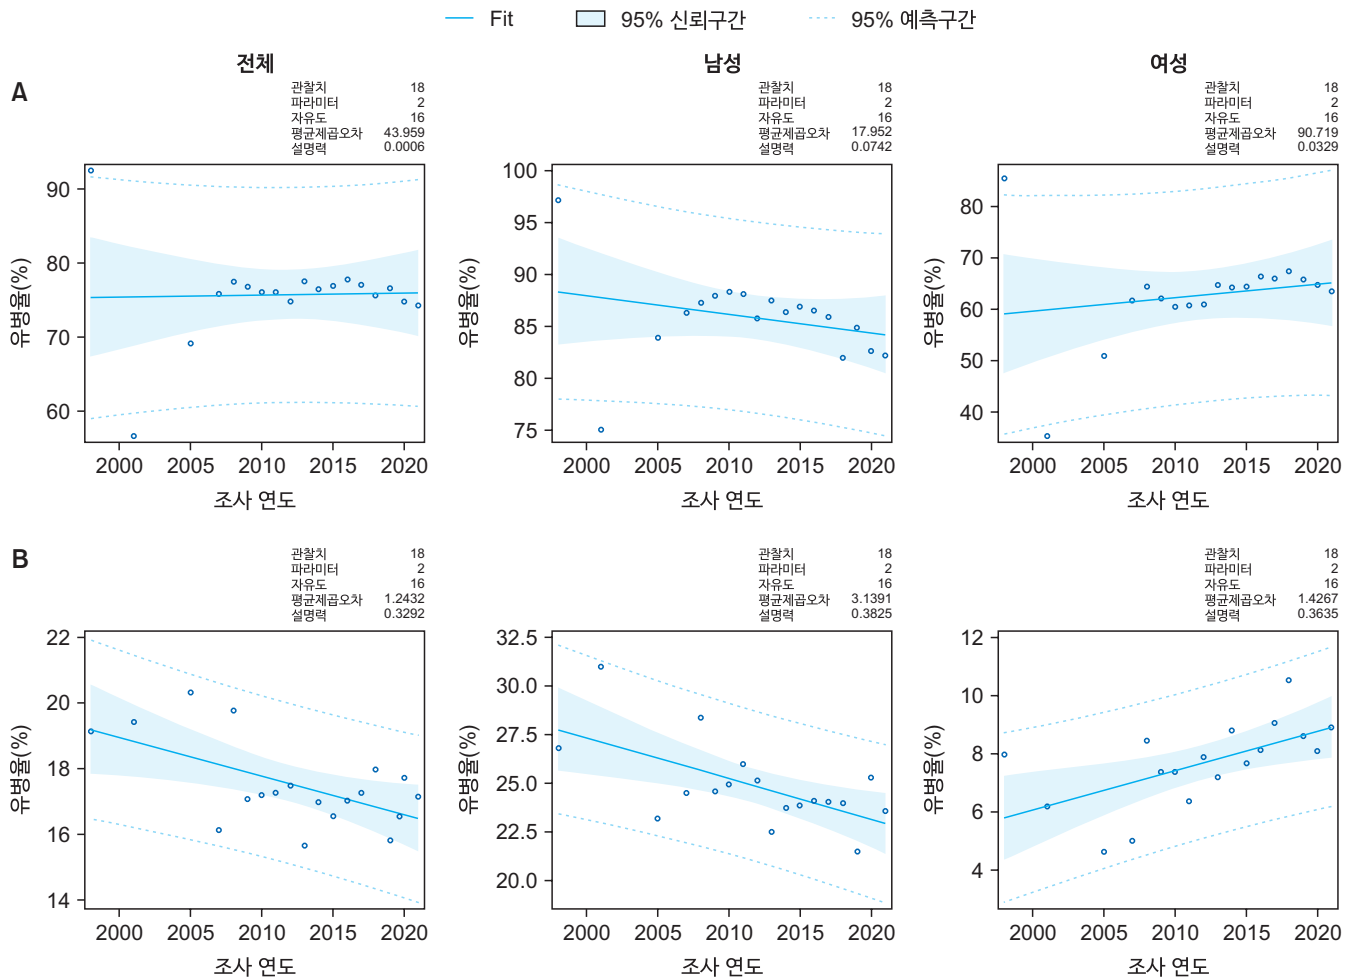 Fit 95% 신뢰구간 95% 예측구간
전체 남성 여성
A
관찰치 18
파라미터 2
자유도 16
평균제곱오차 43.959
설명력 0.0006
관찰치 18
파라미터 2
자유도 16
평균제곱오차 17.952
설명력 0.0742
관찰치 18
파라미터 2
자유도 16
평균제곱오차 90.719
설명력 0.0329
유병율(%)
90
80
70
60
2000 2005 2010 2015 2020
조사 연도
유병율(%)
100
95
90
85
80
75
2000 2005 2010 2015 2020
조사 연도
유병율(%)
80
70
60
50
40
2000 2005 2010 2015 2020
조사 연도
B
관찰치 18
파라미터 2
자유도 16
평균제곱오차 1.2432
설명력 0.3292
관찰치 18
파라미터 2
자유도 16
평균제곱오차 3.1391
설명력 0.3825
관찰치 18
파라미터 2
자유도 16
평균제곱오차 1.4267
설명력 0.3635
유병율(%)
22
20
18
16
14
2000 2005 2010 2015 2020
조사 연도
유병율(%)
32.5
30.0
27.5
25.0
22.5
20.0
2000 2005 2010 2015 2020
조사 연도
유병율(%)
12
10
8
6
4
2000 2005 2010 2015 2020
조사 연도